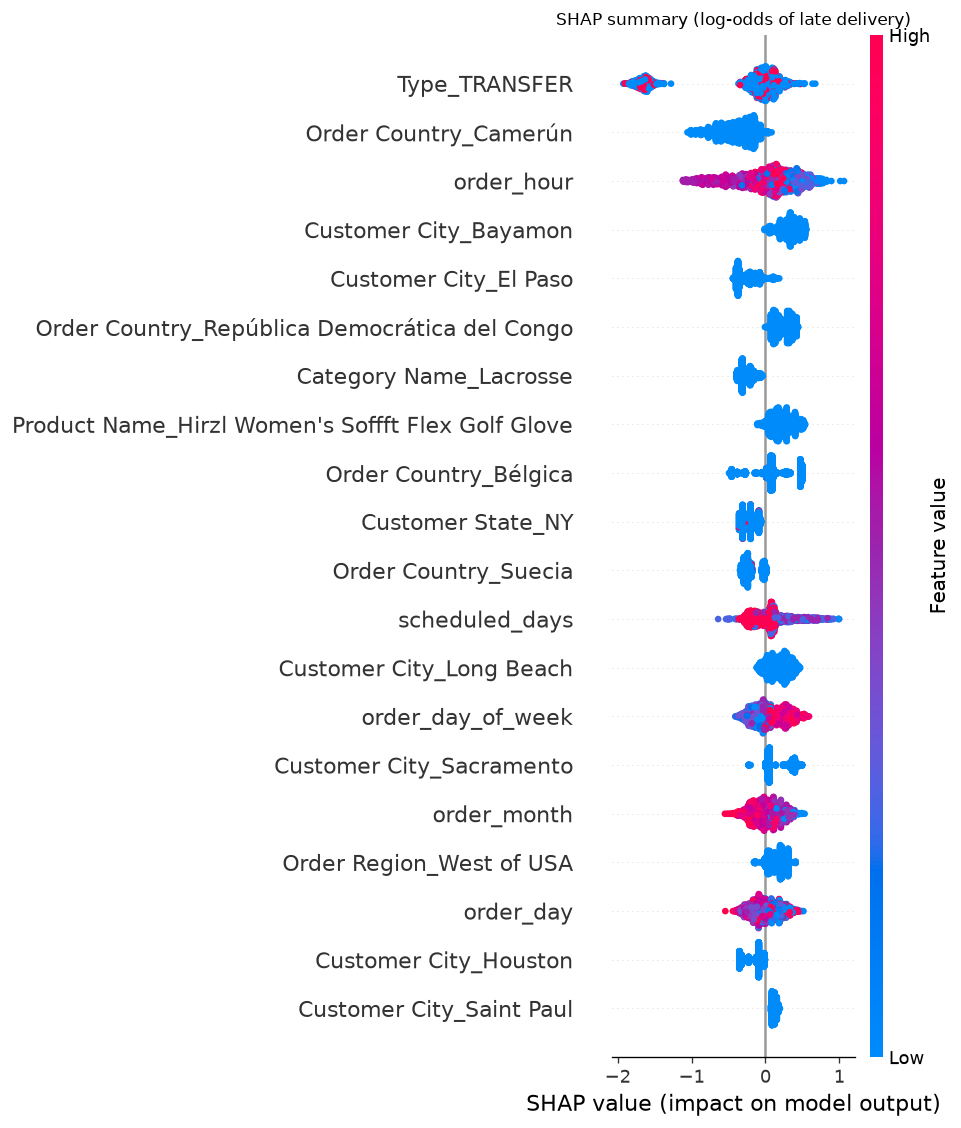 SHAP summary (log-odds of late delivery)
High
Type_TRANSFER
Order Country_Camerún
order_hour
Customer City_Bayamon
Customer City_El Paso
Order Country_República Democrática del Congo
Category Name_Lacrosse
Product Name_Hirzl Women's Soffft Flex Golf Glove
Order Country_Bélgica
Customer State_NY
Order Country_Suecia
scheduled_days
Customer City_Long Beach
order_day_of_week
Customer City_Sacramento
order_month
Order Region_West of USA
order_day
Customer City_Houston
Customer City_Saint Paul
Feature value
Low
−2 −1 0 1
SHAP value (impact on model output)